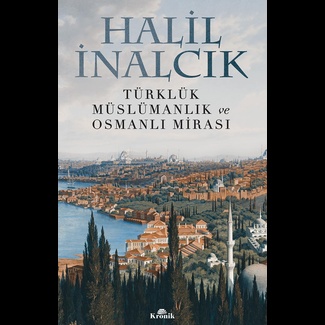 HALİL
İNALCIK
TÜRKLÜK
MÜSLÜMANLIK ve
OSMANLI MİRASI
Kronik